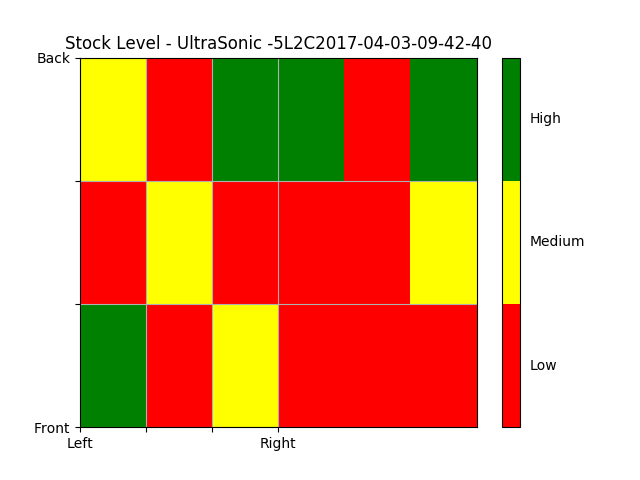 Stock Level - UltraSonic -5L2C2017-04-03-09-42-40
Back
High
Medium
Low
Front
Left
Right